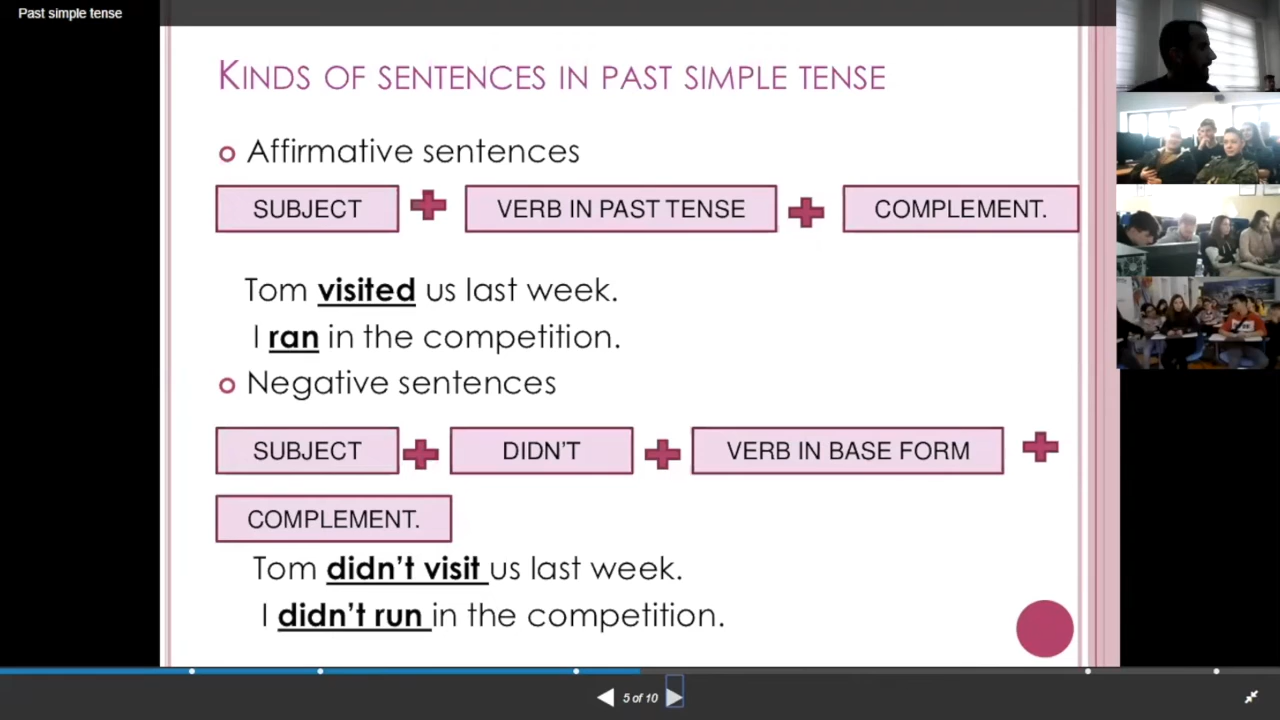 Past simple tense
KINDS OF SENTENCES IN PAST SIMPLE TENSE
Affirmative sentences
SUBJECT + VERB IN PAST TENSE + COMPLEMENT.
Tom visited us last week.
I ran in the competition.
Negative sentences
SUBJECT + DIDN'T + VERB IN BASE FORM +
COMPLEMENT.
Tom didn't visit us last week.
I didn't run in the competition.
5 of 10